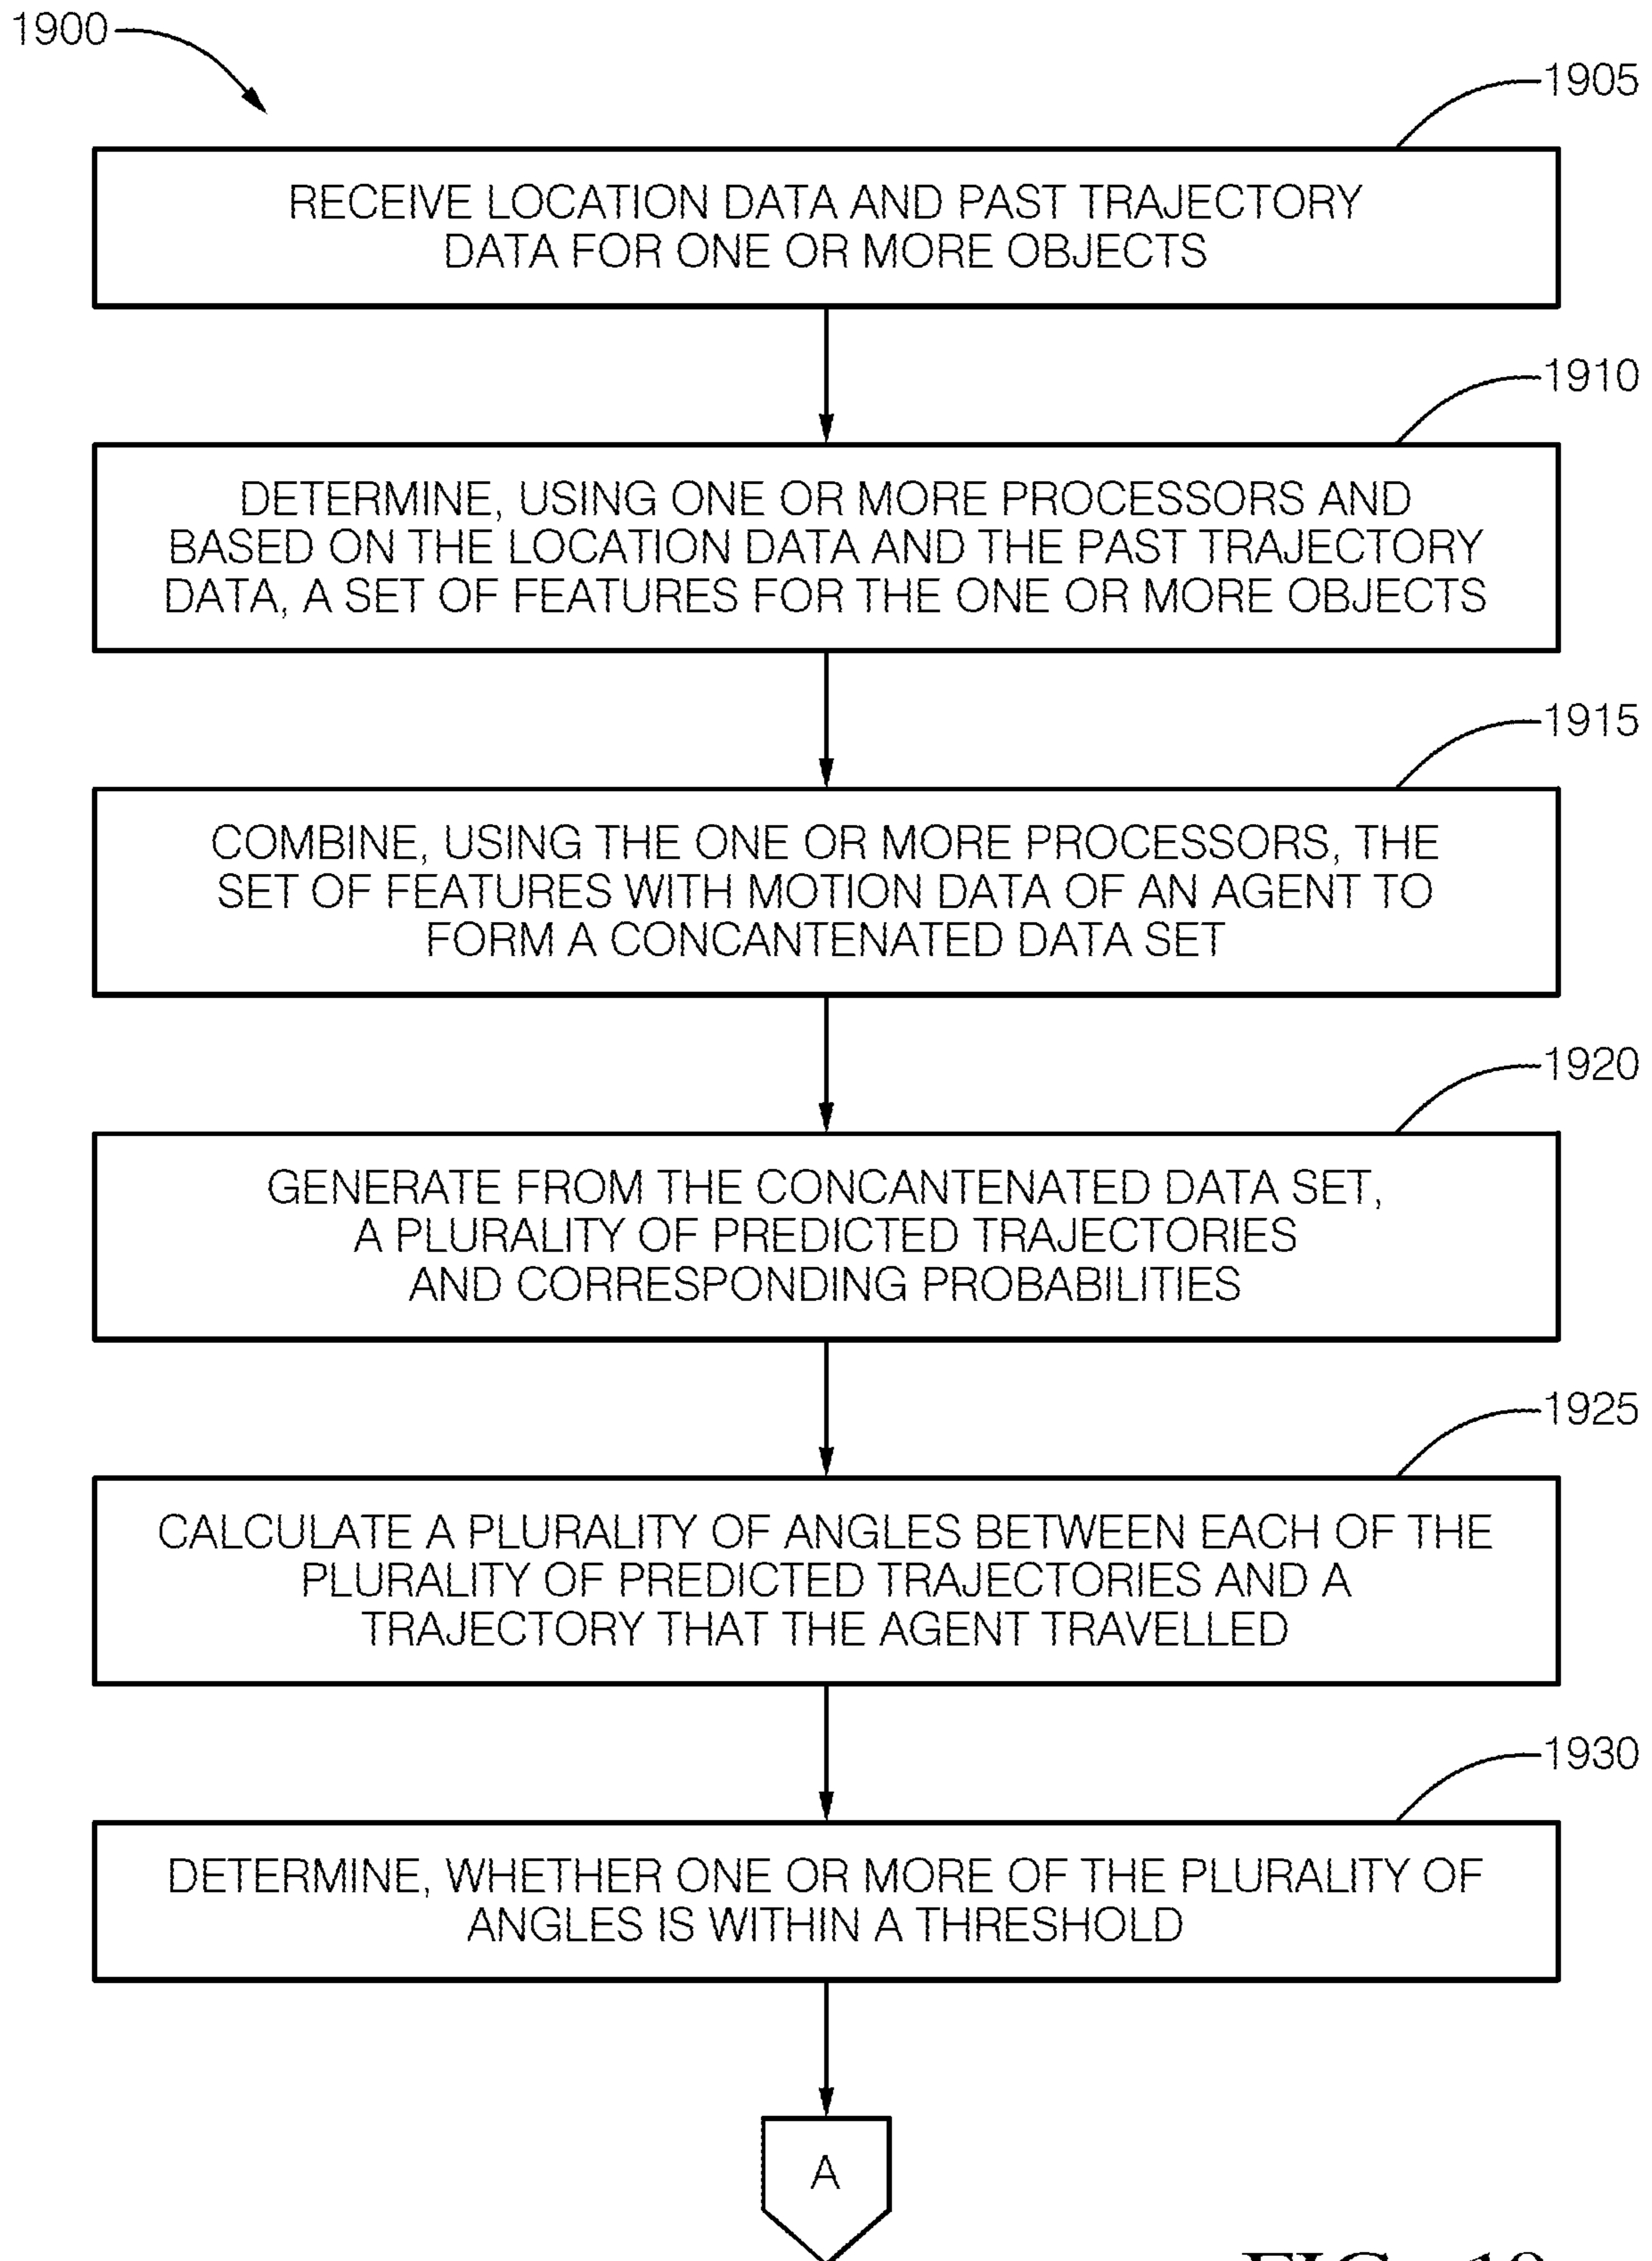 1900
1905
RECEIVE LOCATION DATA AND PAST TRAJECTORY
DATA FOR ONE OR MORE OBJECTS
1910
DETERMINE, USING ONE OR MORE PROCESSORS AND
BASED ON THE LOCATION DATA AND THE PAST TRAJECTORY
DATA, A SET OF FEATURES FOR THE ONE OR MORE OBJECTS
1915
COMBINE, USING THE ONE OR MORE PROCESSORS, THE
SET OF FEATURES WITH MOTION DATA OF AN AGENT TO
FORM A CONCANTENATED DATA SET
1920
GENERATE FROM THE CONCANTENATED DATA SET,
A PLURALITY OF PREDICTED TRAJECTORIES
AND CORRESPONDING PROBABILITIES
1925
CALCULATE A PLURALITY OF ANGLES BETWEEN EACH OF THE
PLURALITY OF PREDICTED TRAJECTORIES AND A
TRAJECTORY THAT THE AGENT TRAVELLED
1930
DETERMINE, WHETHER ONE OR MORE OF THE PLURALITY OF
ANGLES IS WITHIN A THRESHOLD
A